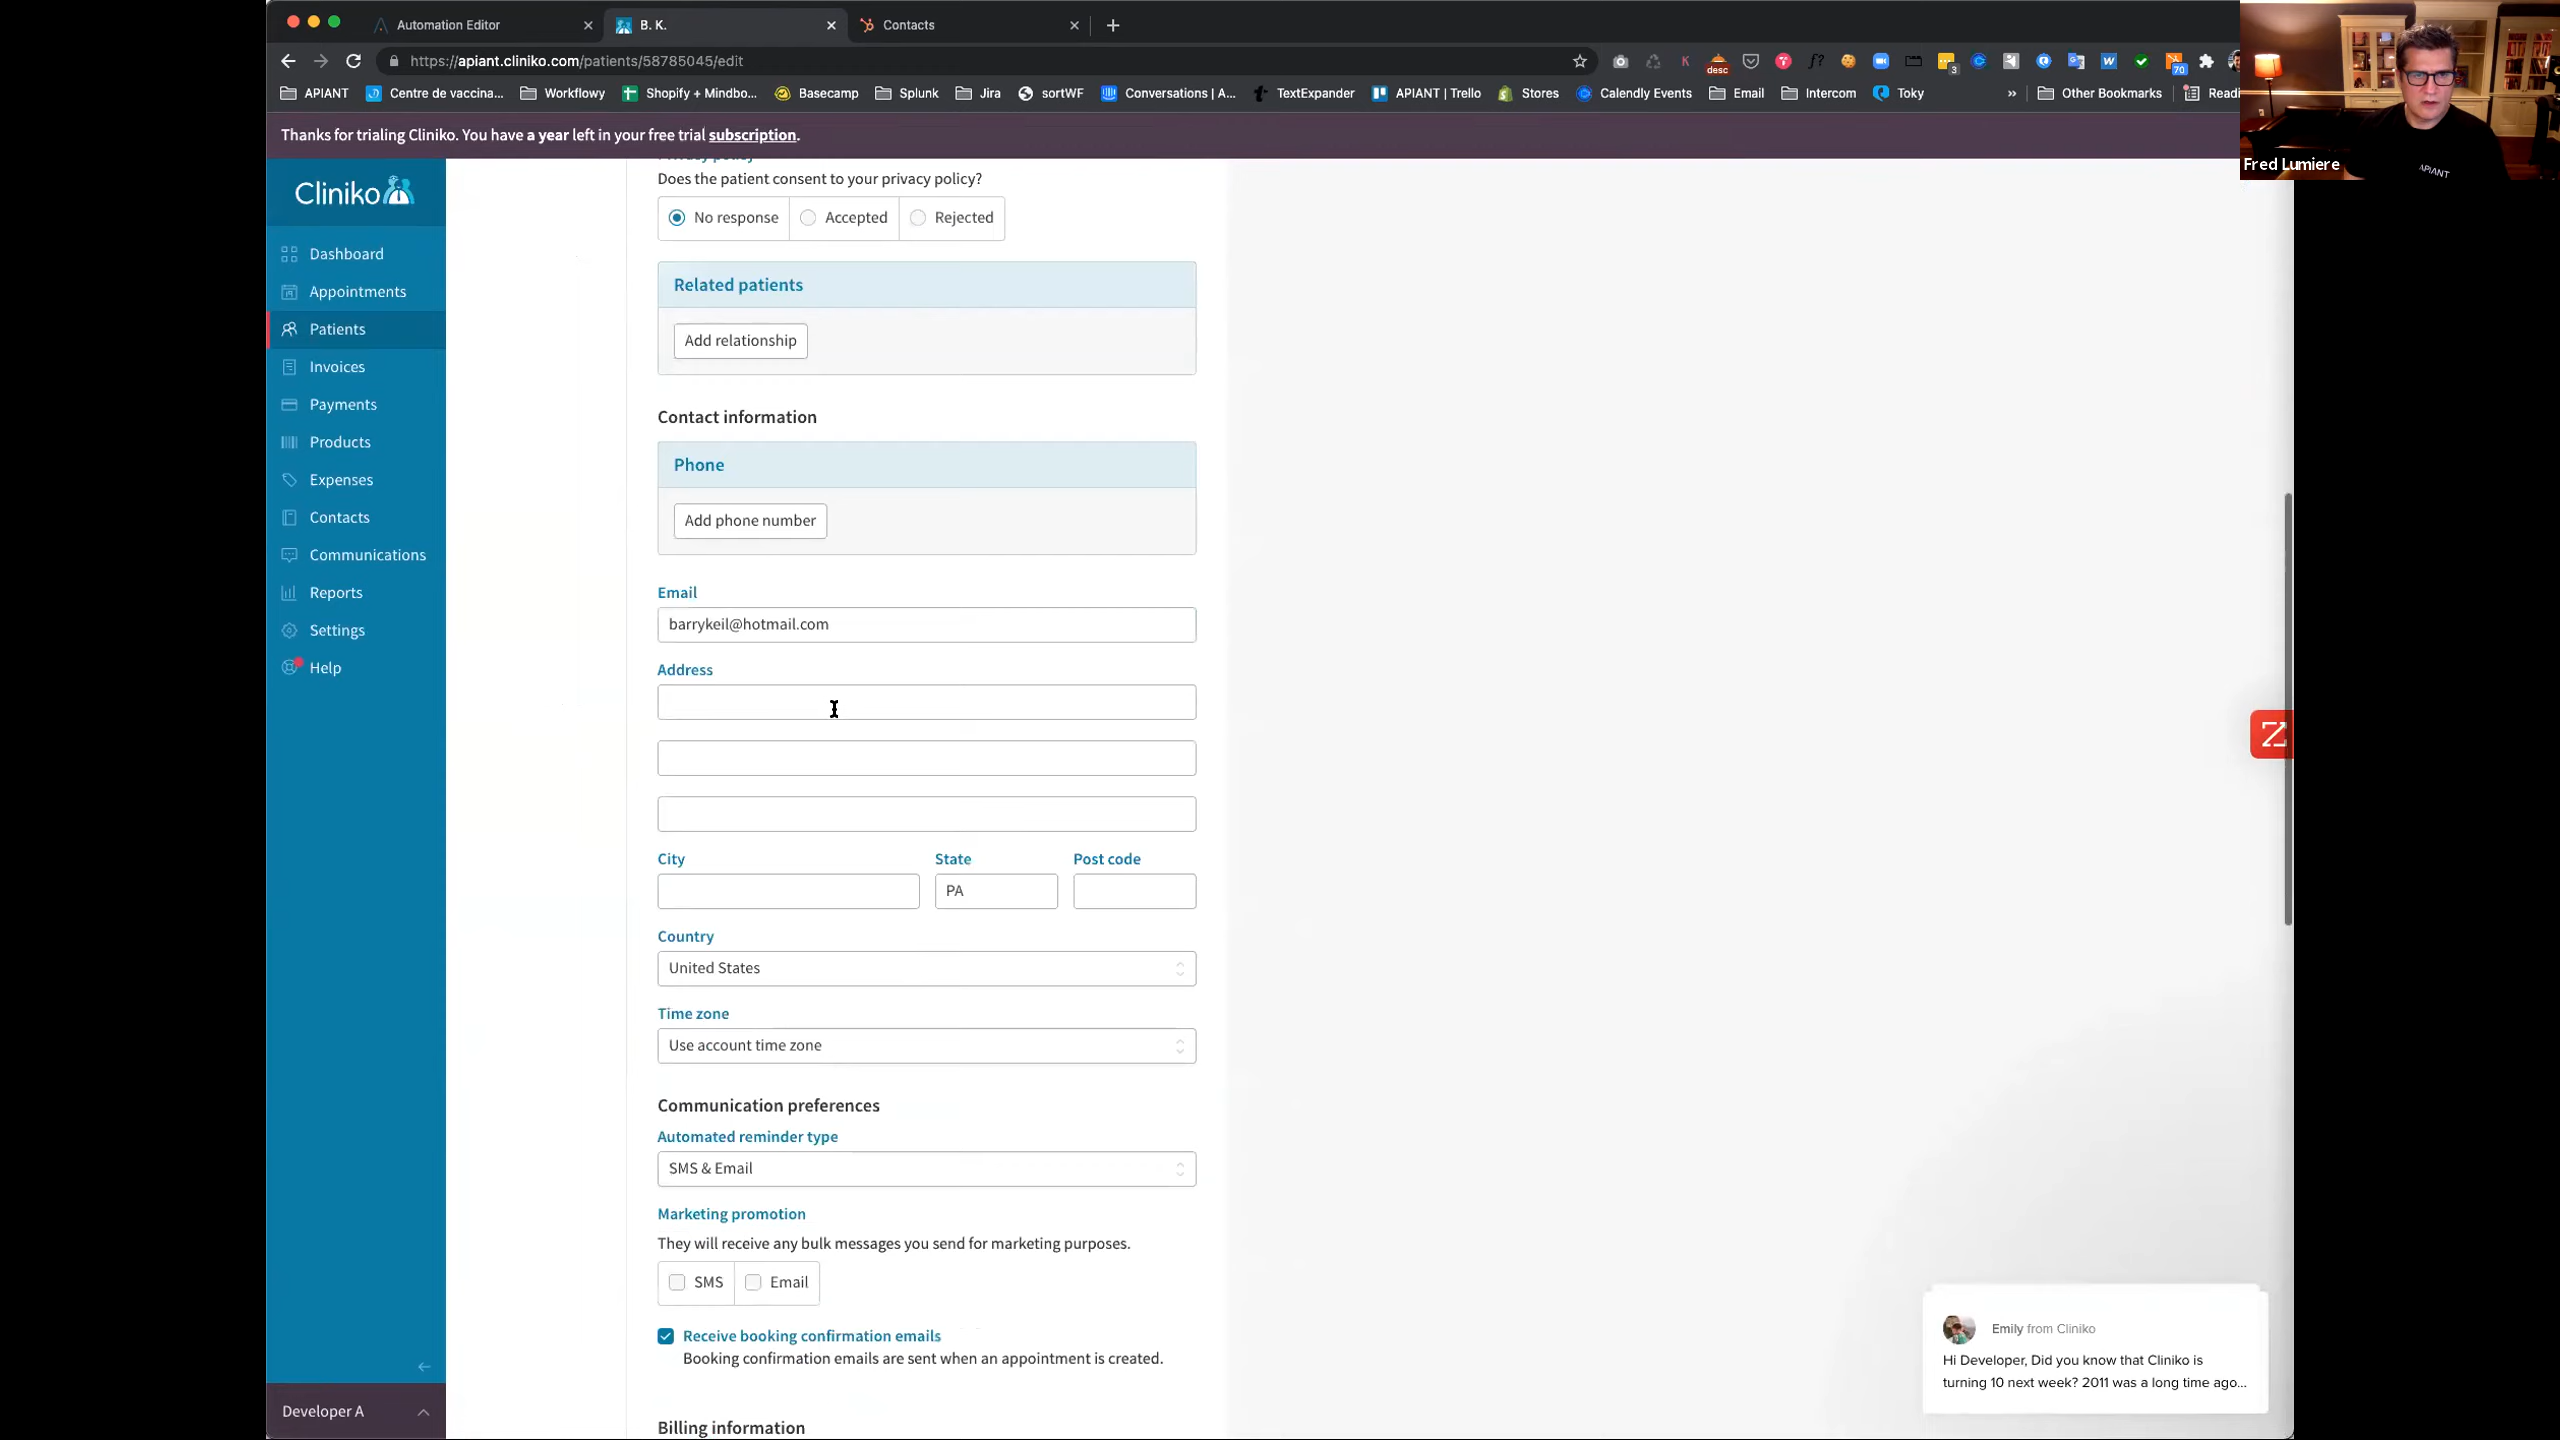 Automation Editor
B. K.
Contacts
https://apiant.cliniko.com/patients/58785045/edit
desc
3
70
APIANT
Centre de vaccina...
Workflowy
Shopify + Mindbo...
Basecamp
Splunk
Jira
sortWF
Conversations | A...
TextExpander
APIANT | Trello
Stores
Calendly Events
Email
Intercom
Toky
»
Other Bookmarks
Readi
Fred Lumiere
APIANT
Thanks for trialing Cliniko. You have a year left in your free trial subscription.
Cliniko
Dashboard
Appointments
Patients
Invoices
Payments
Products
Expenses
Contacts
Communications
Reports
Settings
Help
Developer A
Privacy policy
Does the patient consent to your privacy policy?
No response
Accepted
Rejected
Related patients
Add relationship
Contact information
Phone
Add phone number
Email
barrykeil@hotmail.com
Address
City State Post code
PA
Country
United States
Time zone
Use account time zone
Communication preferences
Automated reminder type
SMS & Email
Marketing promotion
They will receive any bulk messages you send for marketing purposes.
SMS Email
Receive booking confirmation emails
Booking confirmation emails are sent when an appointment is created.
Billing information
Emily from Cliniko
Hi Developer, Did you know that Cliniko is
turning 10 next week? 2011 was a long time ago...